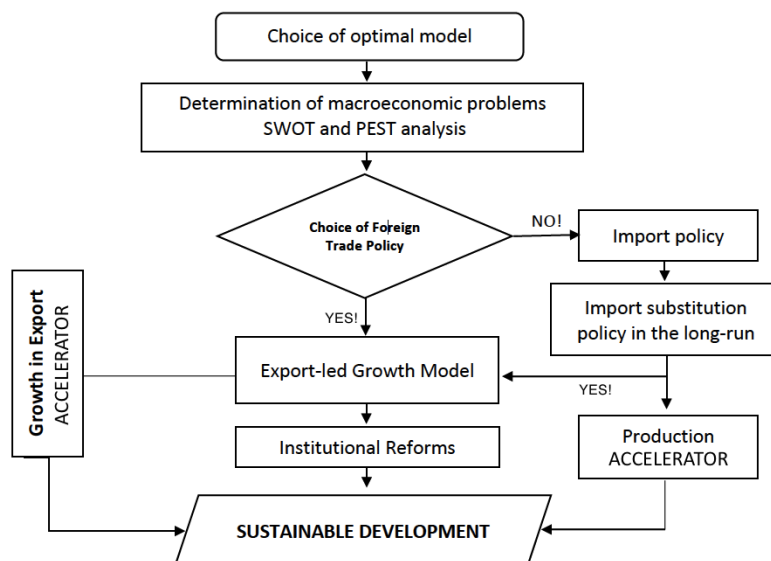 Choice of optimal model
Determination of macroeconomic problems
SWOT and PEST analysis
Choice of Foreign
Trade Policy
NO!
Import policy
Import substitution
policy in the long-run
YES!
Growth in Export
ACCELERATOR
Export-led Growth Model
YES!
Institutional Reforms
Production
ACCELERATOR
SUSTAINABLE DEVELOPMENT